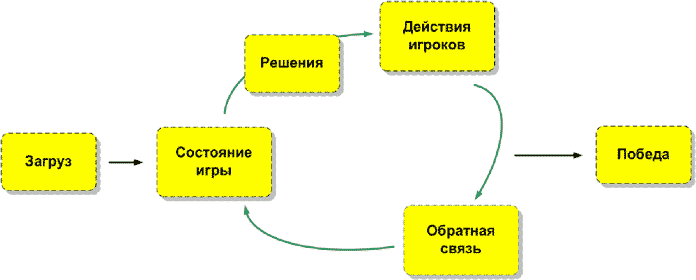 Действия
игроков
Решения
Загруз
Состояние
игры
Победа
Обратная
связь